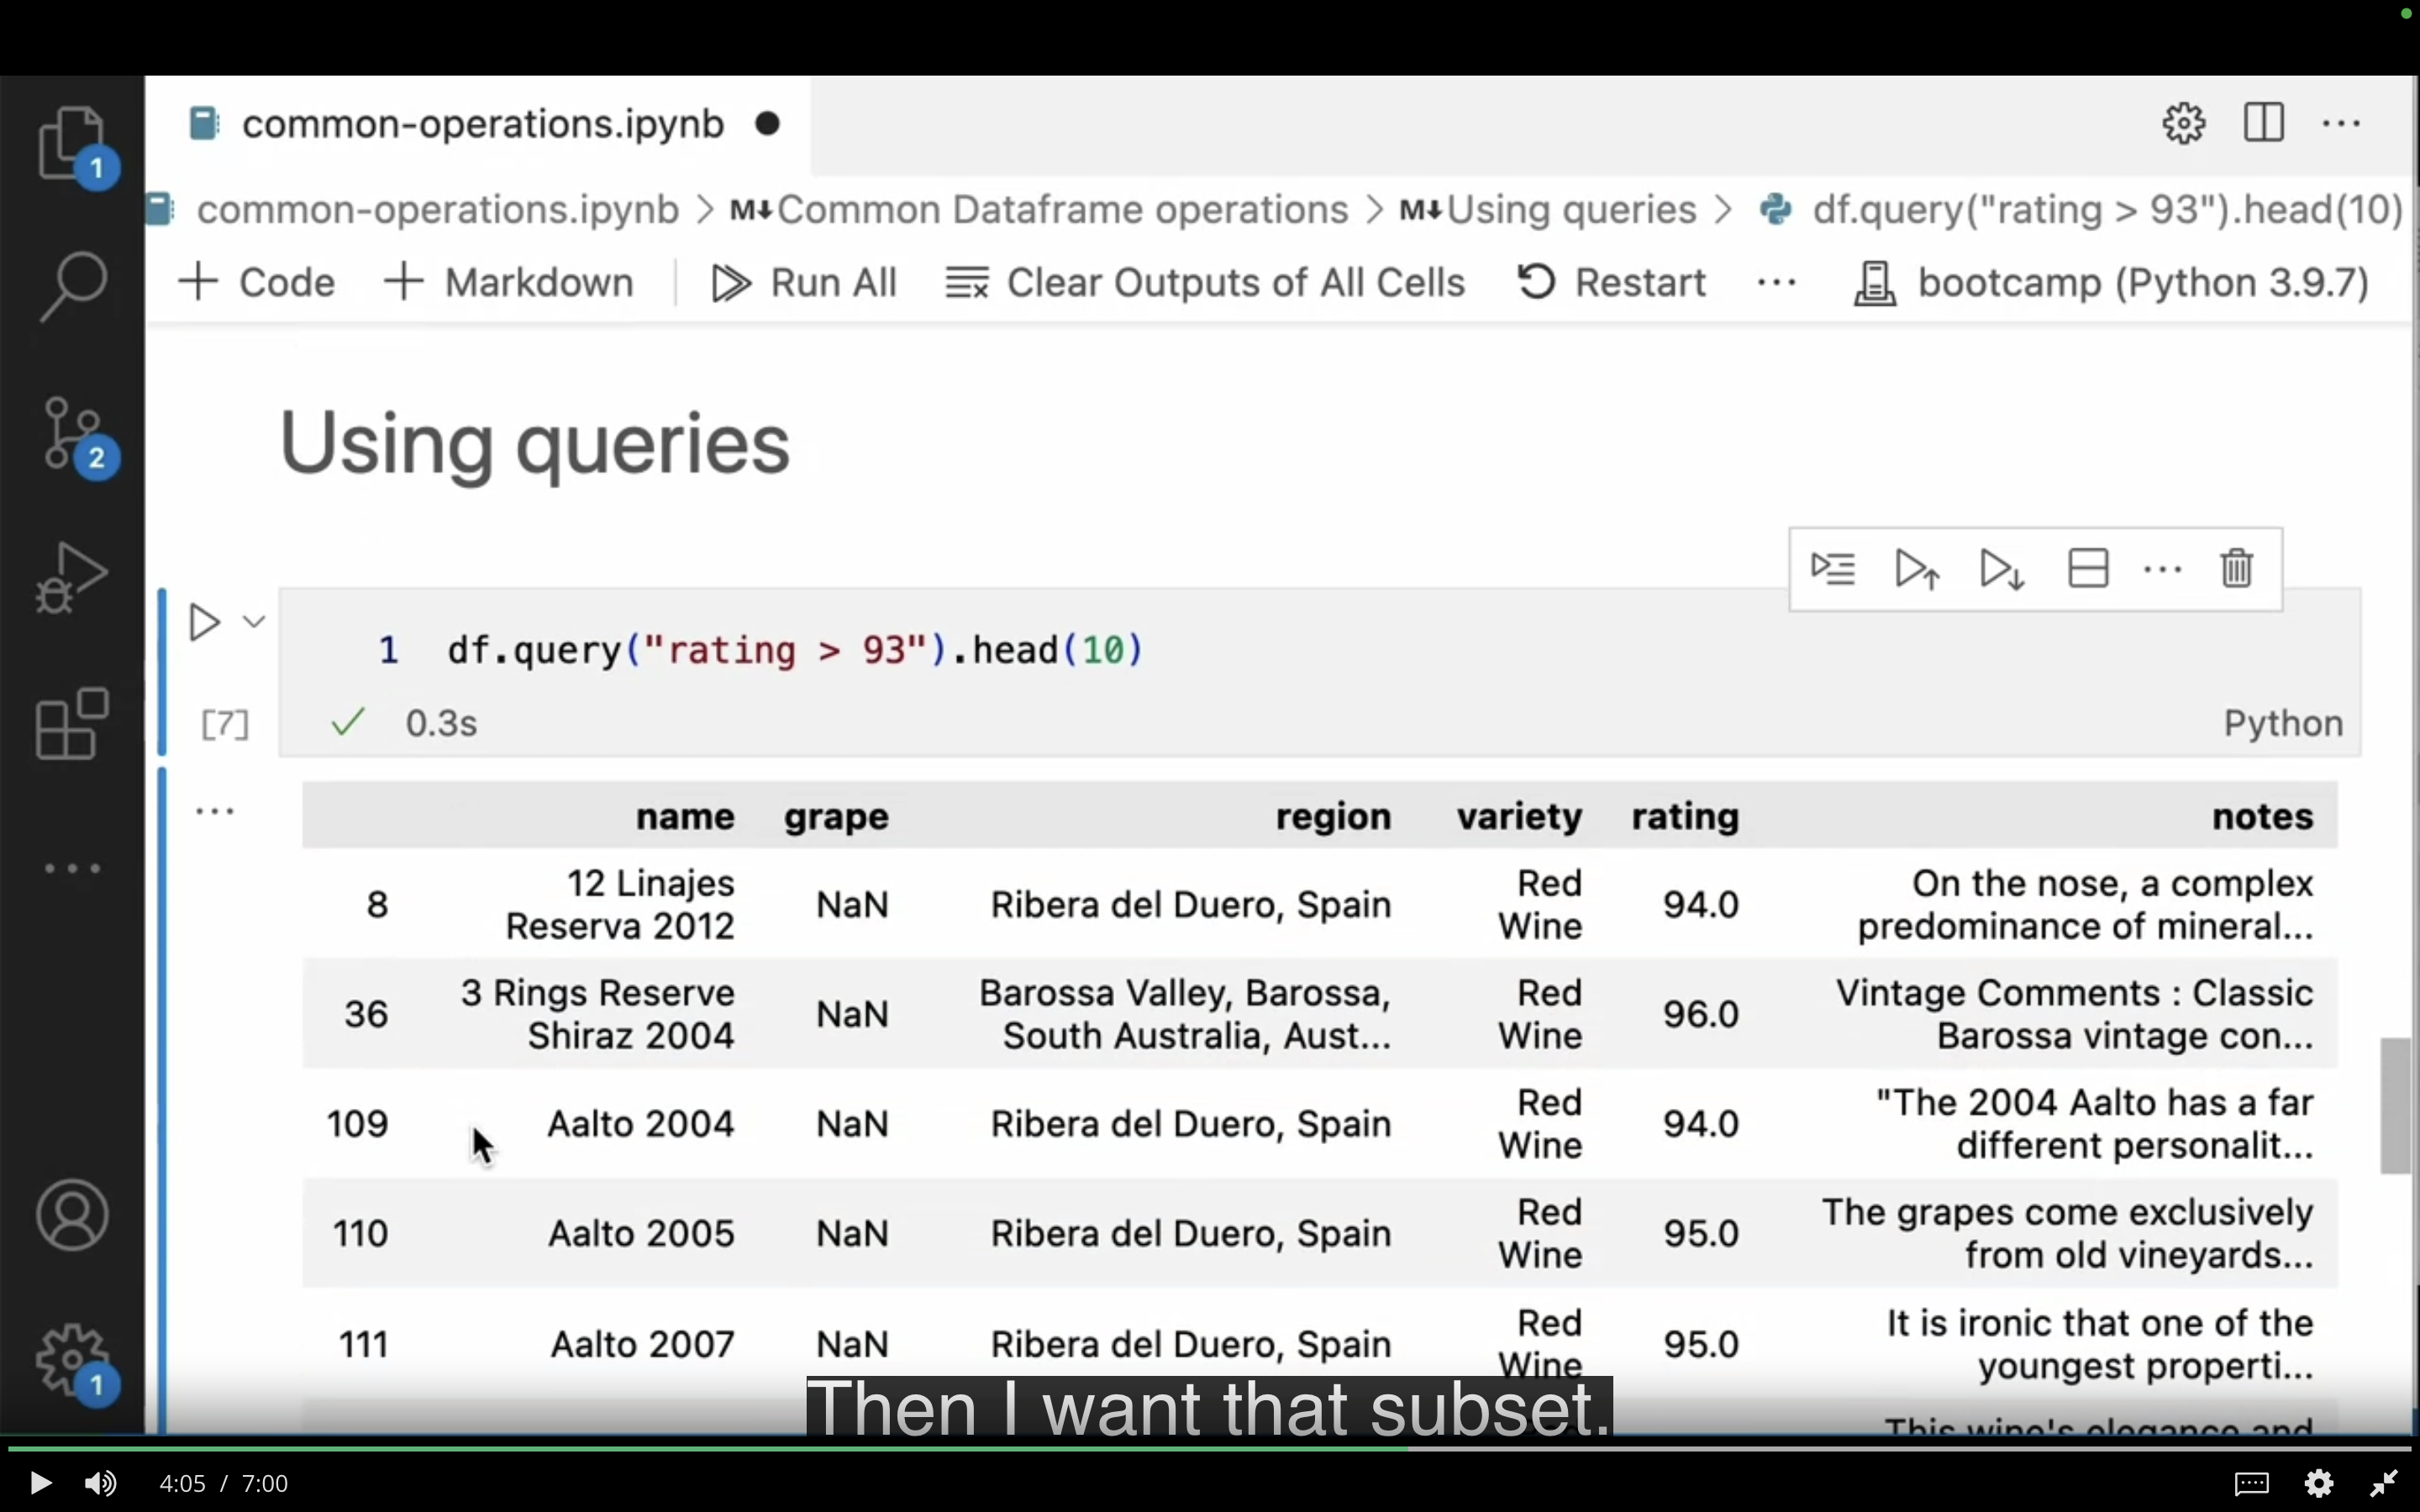 common-operations.ipynb
1
common-operations.ipynb > M↓Common Dataframe operations > M↓Using queries > df.query("rating > 93").head(10)
+ Code + Markdown Run All Clear Outputs of All Cells Restart ... bootcamp (Python 3.9.7)
Using queries
2
1 df.query("rating > 93").head(10)
[7] ✓ 0.3s Python
name grape region variety rating notes
8 12 Linajes Reserva 2012 NaN Ribera del Duero, Spain Red Wine 94.0 On the nose, a complex predominance of mineral...
36 3 Rings Reserve Shiraz 2004 NaN Barossa Valley, Barossa, South Australia, Aust... Red Wine 96.0 Vintage Comments : Classic Barossa vintage con...
109 Aalto 2004 NaN Ribera del Duero, Spain Red Wine 94.0 "The 2004 Aalto has a far different personalit...
110 Aalto 2005 NaN Ribera del Duero, Spain Red Wine 95.0 The grapes come exclusively from old vineyards...
111 Aalto 2007 NaN Ribera del Duero, Spain Red Wine 95.0 It is ironic that one of the youngest properti...
1
Then I want that subset.
This wine's elegance and
4:05 / 7:00